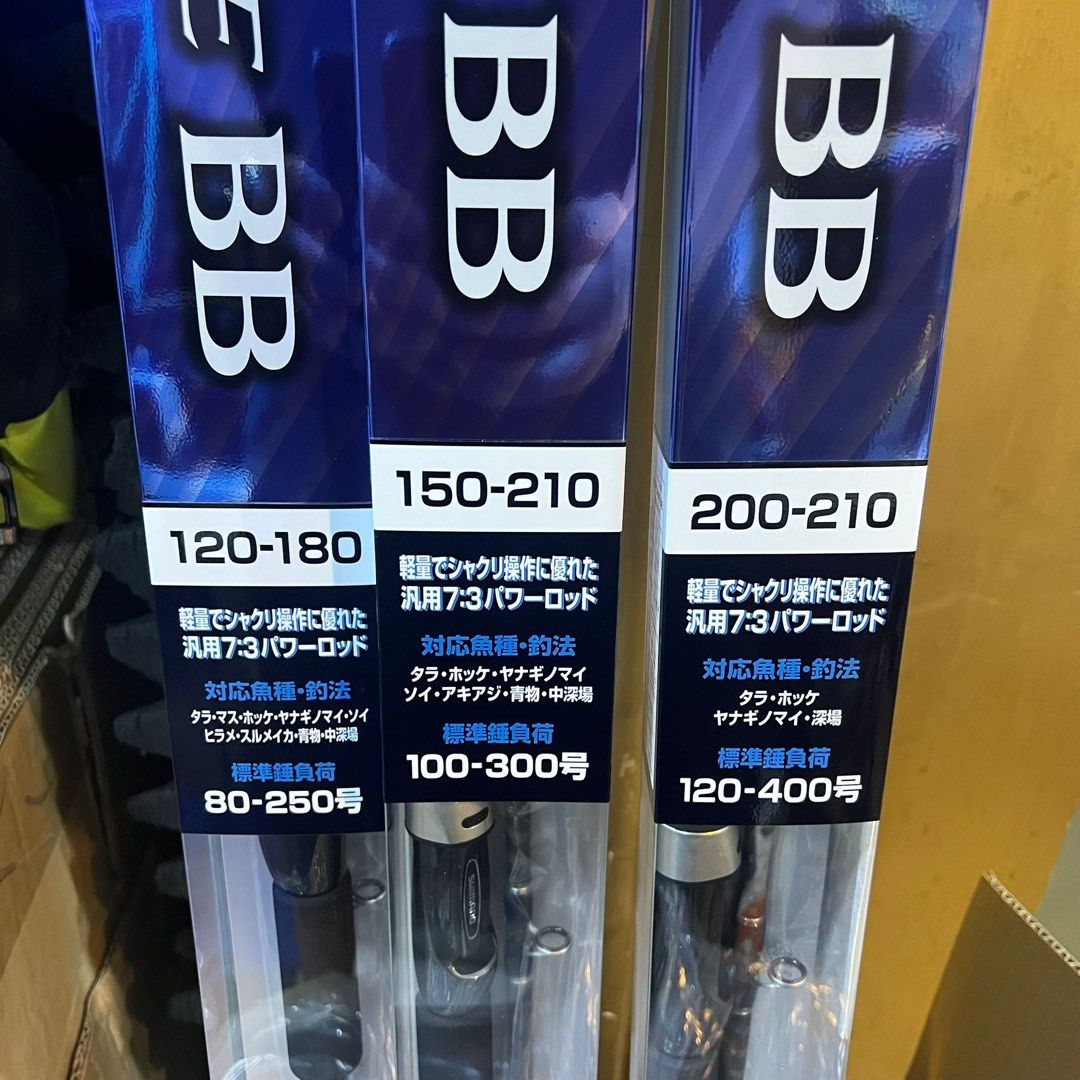 E BB
120-180
軽量でシャクリ操作に優れた
汎用7:3パワーロッド
対応魚種・釣法
タラ・マス・ホッケ・ヤナギノマイ・ソイ
ヒラメ・スルメイカ・青物・中深場
標準錘負荷
80-250号
BB
150-210
軽量でシャクリ操作に優れた
汎用7:3パワーロッド
対応魚種・釣法
タラ・ホッケ・ヤナギノマイ
ソイ・アキアジ・青物・中深場
標準錘負荷
100-300号
SHIMANO
BB
200-210
軽量でシャクリ操作に優れた
汎用7:3パワーロッド
対応魚種・釣法
タラ・ホッケ
ヤナギノマイ・深場
標準錘負荷
120-400号